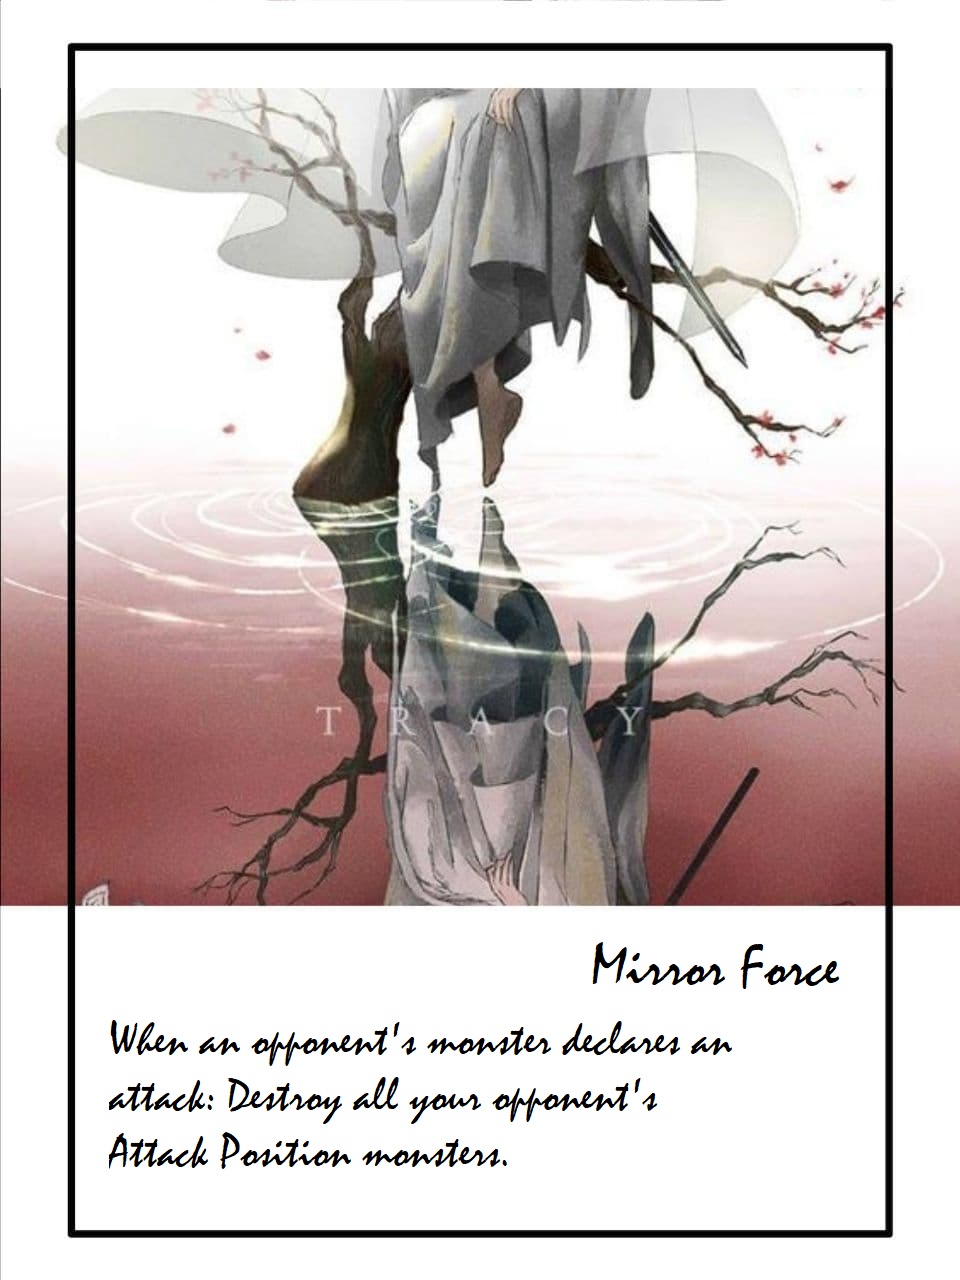 TRACY
Mirror Force
When an opponent's monster declares an
attack: Destroy all your opponent's
Attack Position monsters.